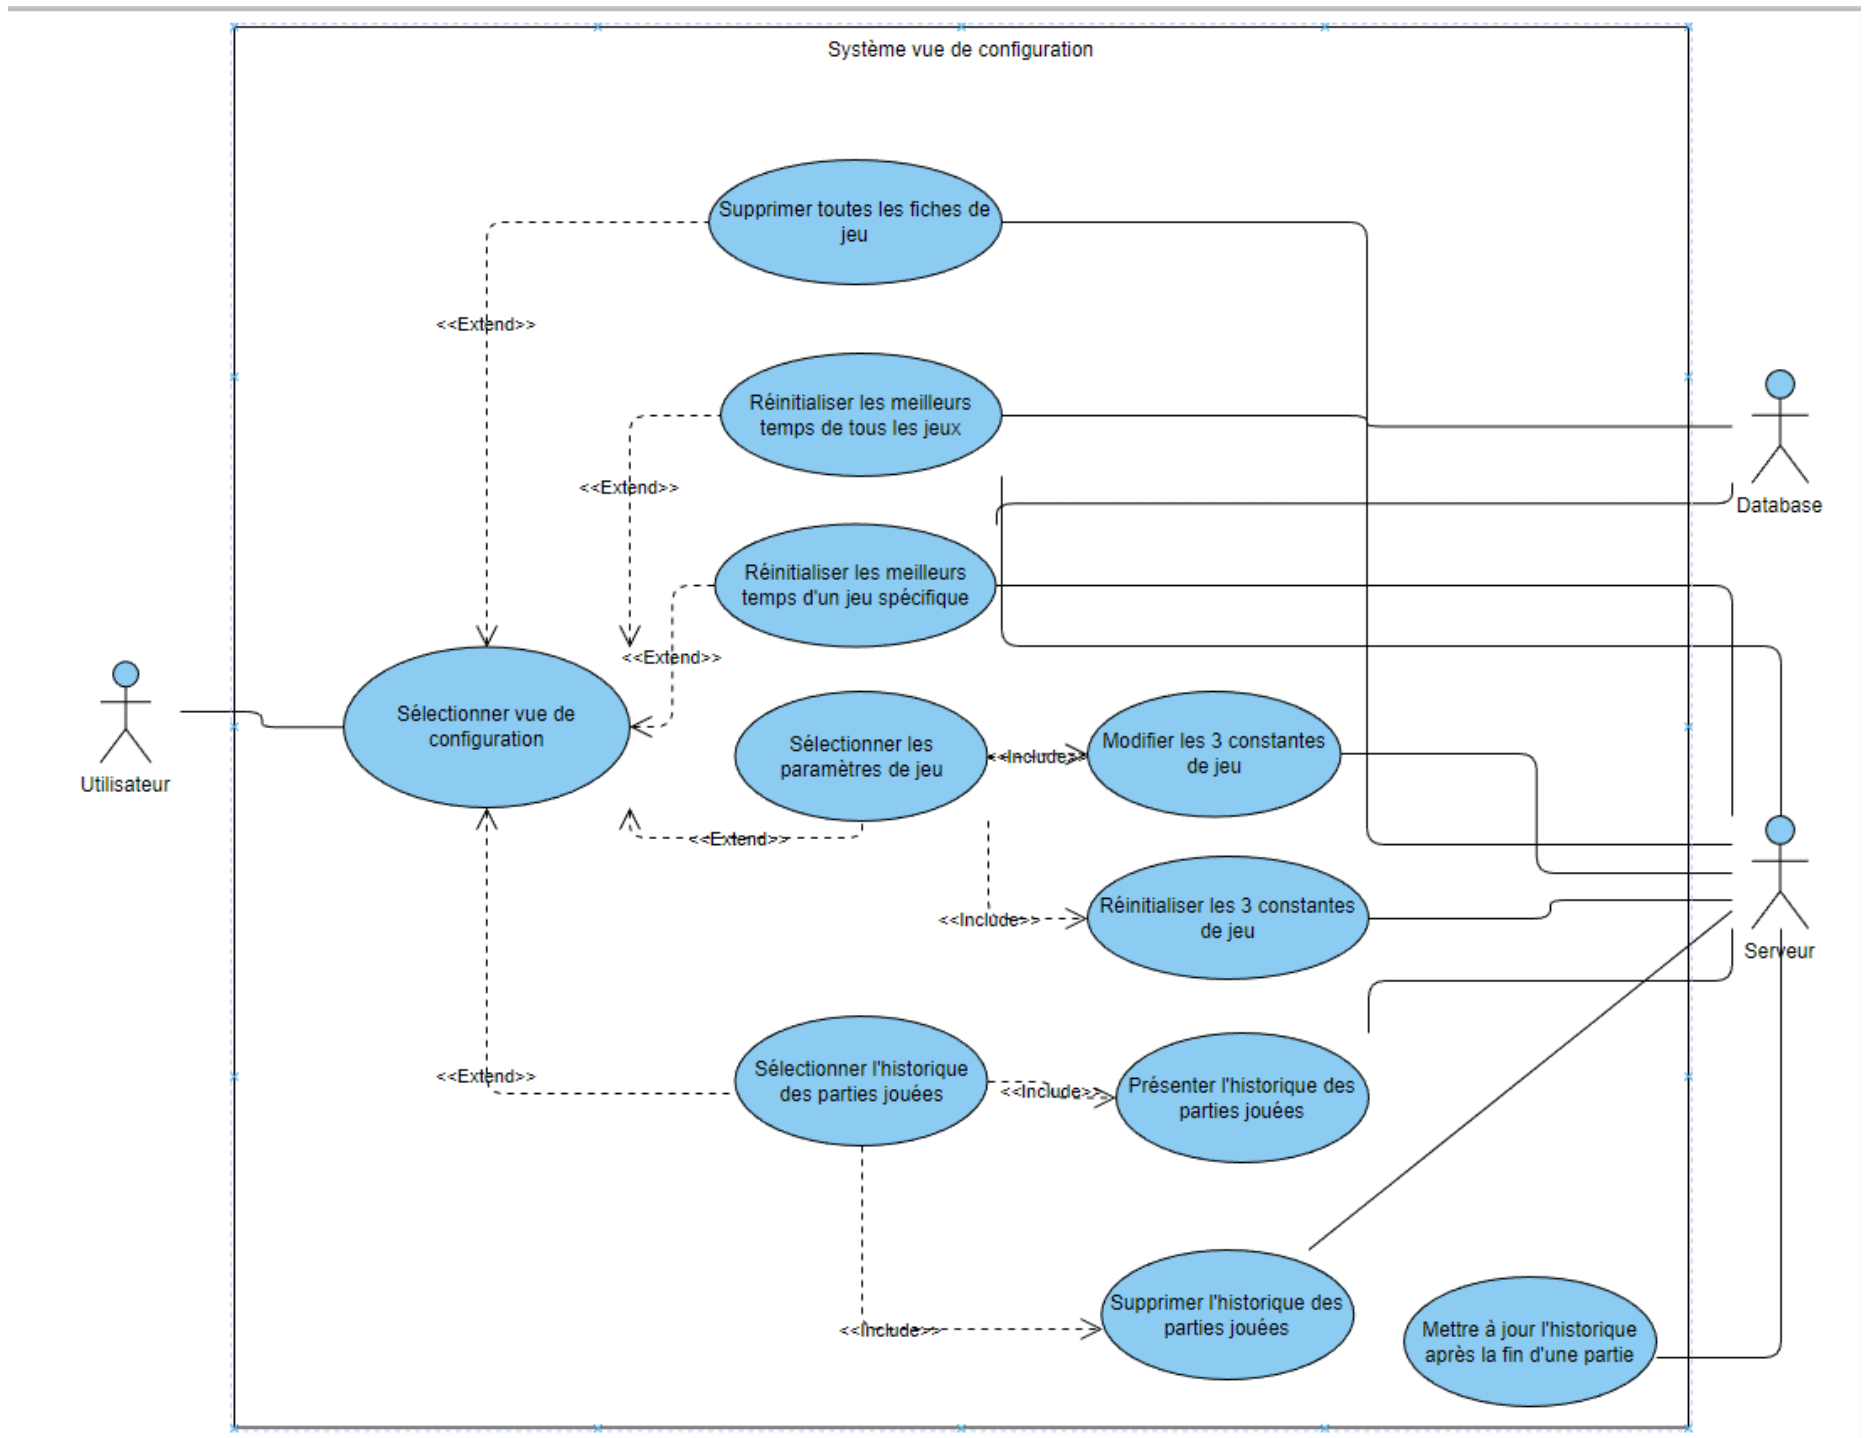 Système vue de configuration
Supprimer toutes les fiches de
jeu
<<Extend>>
Réinitialiser les meilleurs
temps de tous les jeux
<<Extend>>
Database
Réinitialiser les meilleurs
temps d'un jeu spécifique
<<Extend>>
Utilisateur
Sélectionner vue de
configuration
Sélectionner les
paramètres de jeu
<<Include>>
Modifier les 3 constantes
de jeu
<<Extend>>
<<Include>>
Réinitialiser les 3 constantes
de jeu
Serveur
<<Extend>>
Sélectionner l'historique
des parties jouées
<<Include>>
Présenter l'historique des
parties jouées
<<Include>>
Supprimer l'historique des
parties jouées
Mettre à jour l'historique
après la fin d'une partie